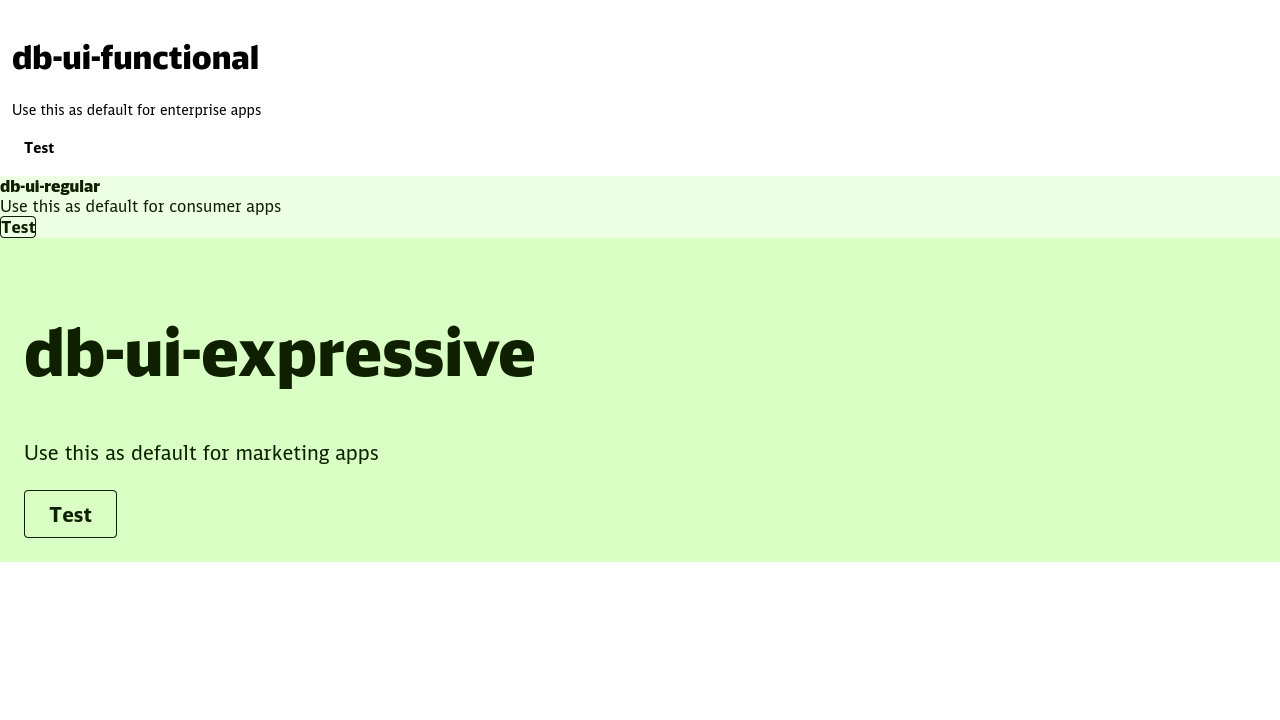 db-ui-functional
Use this as default for enterprise apps
Test
db-ui-regular
Use this as default for consumer apps
Test
db-ui-expressive
Use this as default for marketing apps
Test